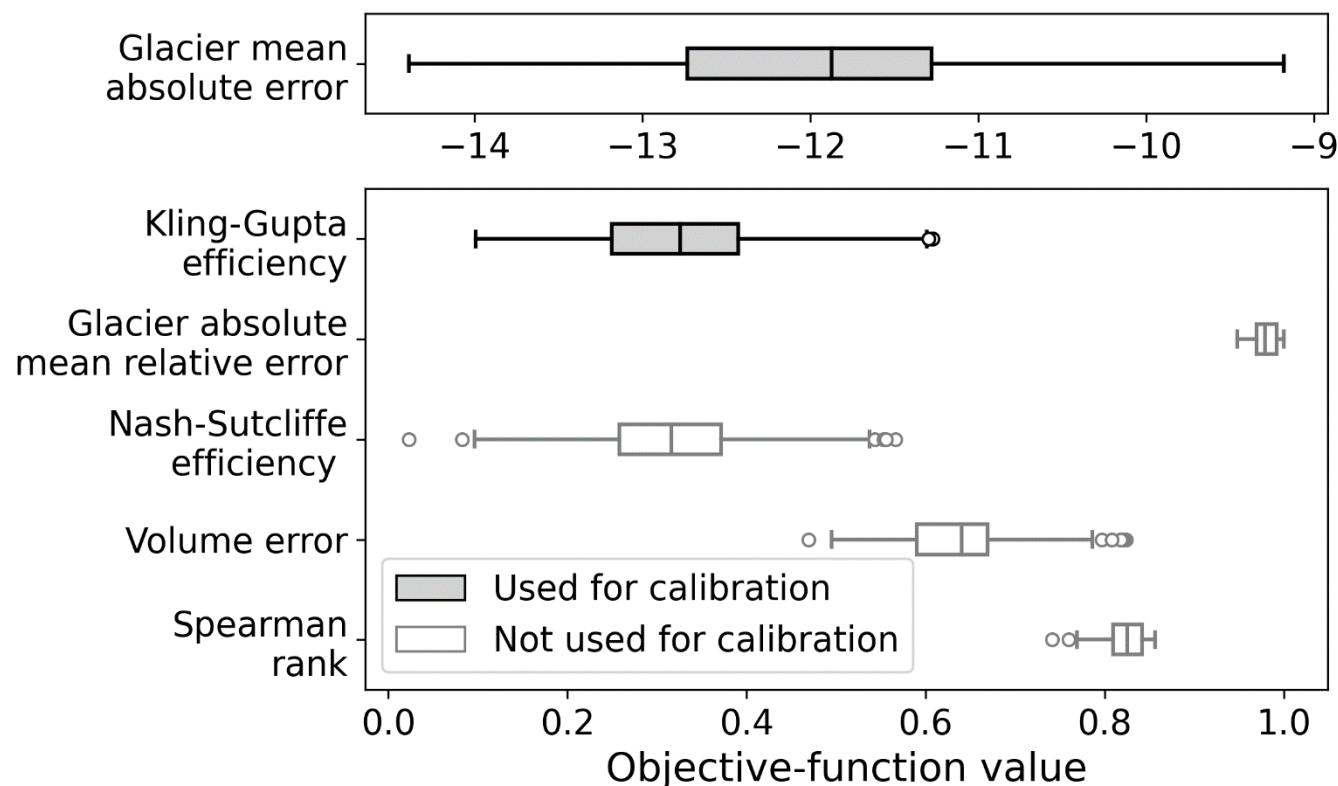 Glacier mean
absolute error
−14 −13 −12 −11 −10 −9
Kling-Gupta
efficiency
Glacier absolute
mean relative error
Nash-Sutcliffe
efficiency
Volume error
Spearman
rank
Used for calibration
Not used for calibration
0.0 0.2 0.4 0.6 0.8 1.0
Objective-function value